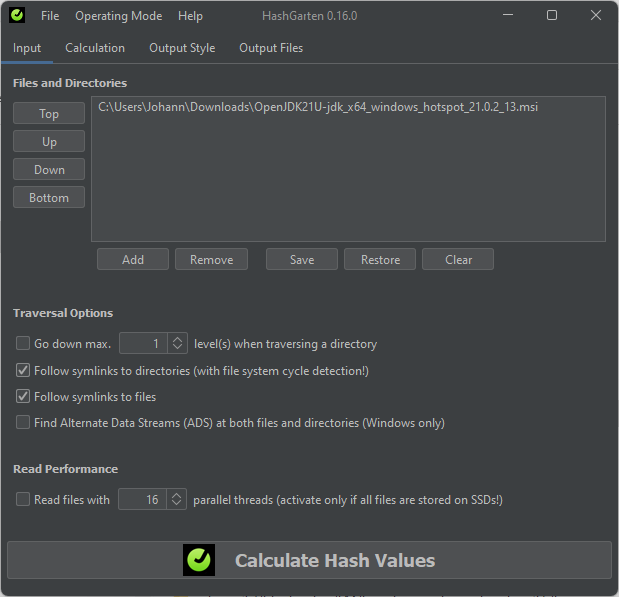 File Operating Mode Help HashGarten 0.16.0
Input Calculation Output Style Output Files
Files and Directories
Top
Up
Down
Bottom
C:\Users\Johann\Downloads\OpenJDK21U-jdk_x64_windows_hotspot_21.0.2_13.msi
Add Remove Save Restore Clear
Traversal Options
Go down max. 1 level(s) when traversing a directory
Follow symlinks to directories (with file system cycle detection!)
Follow symlinks to files
Find Alternate Data Streams (ADS) at both files and directories (Windows only)
Read Performance
Read files with 16 parallel threads (activate only if all files are stored on SSDs!)
Calculate Hash Values